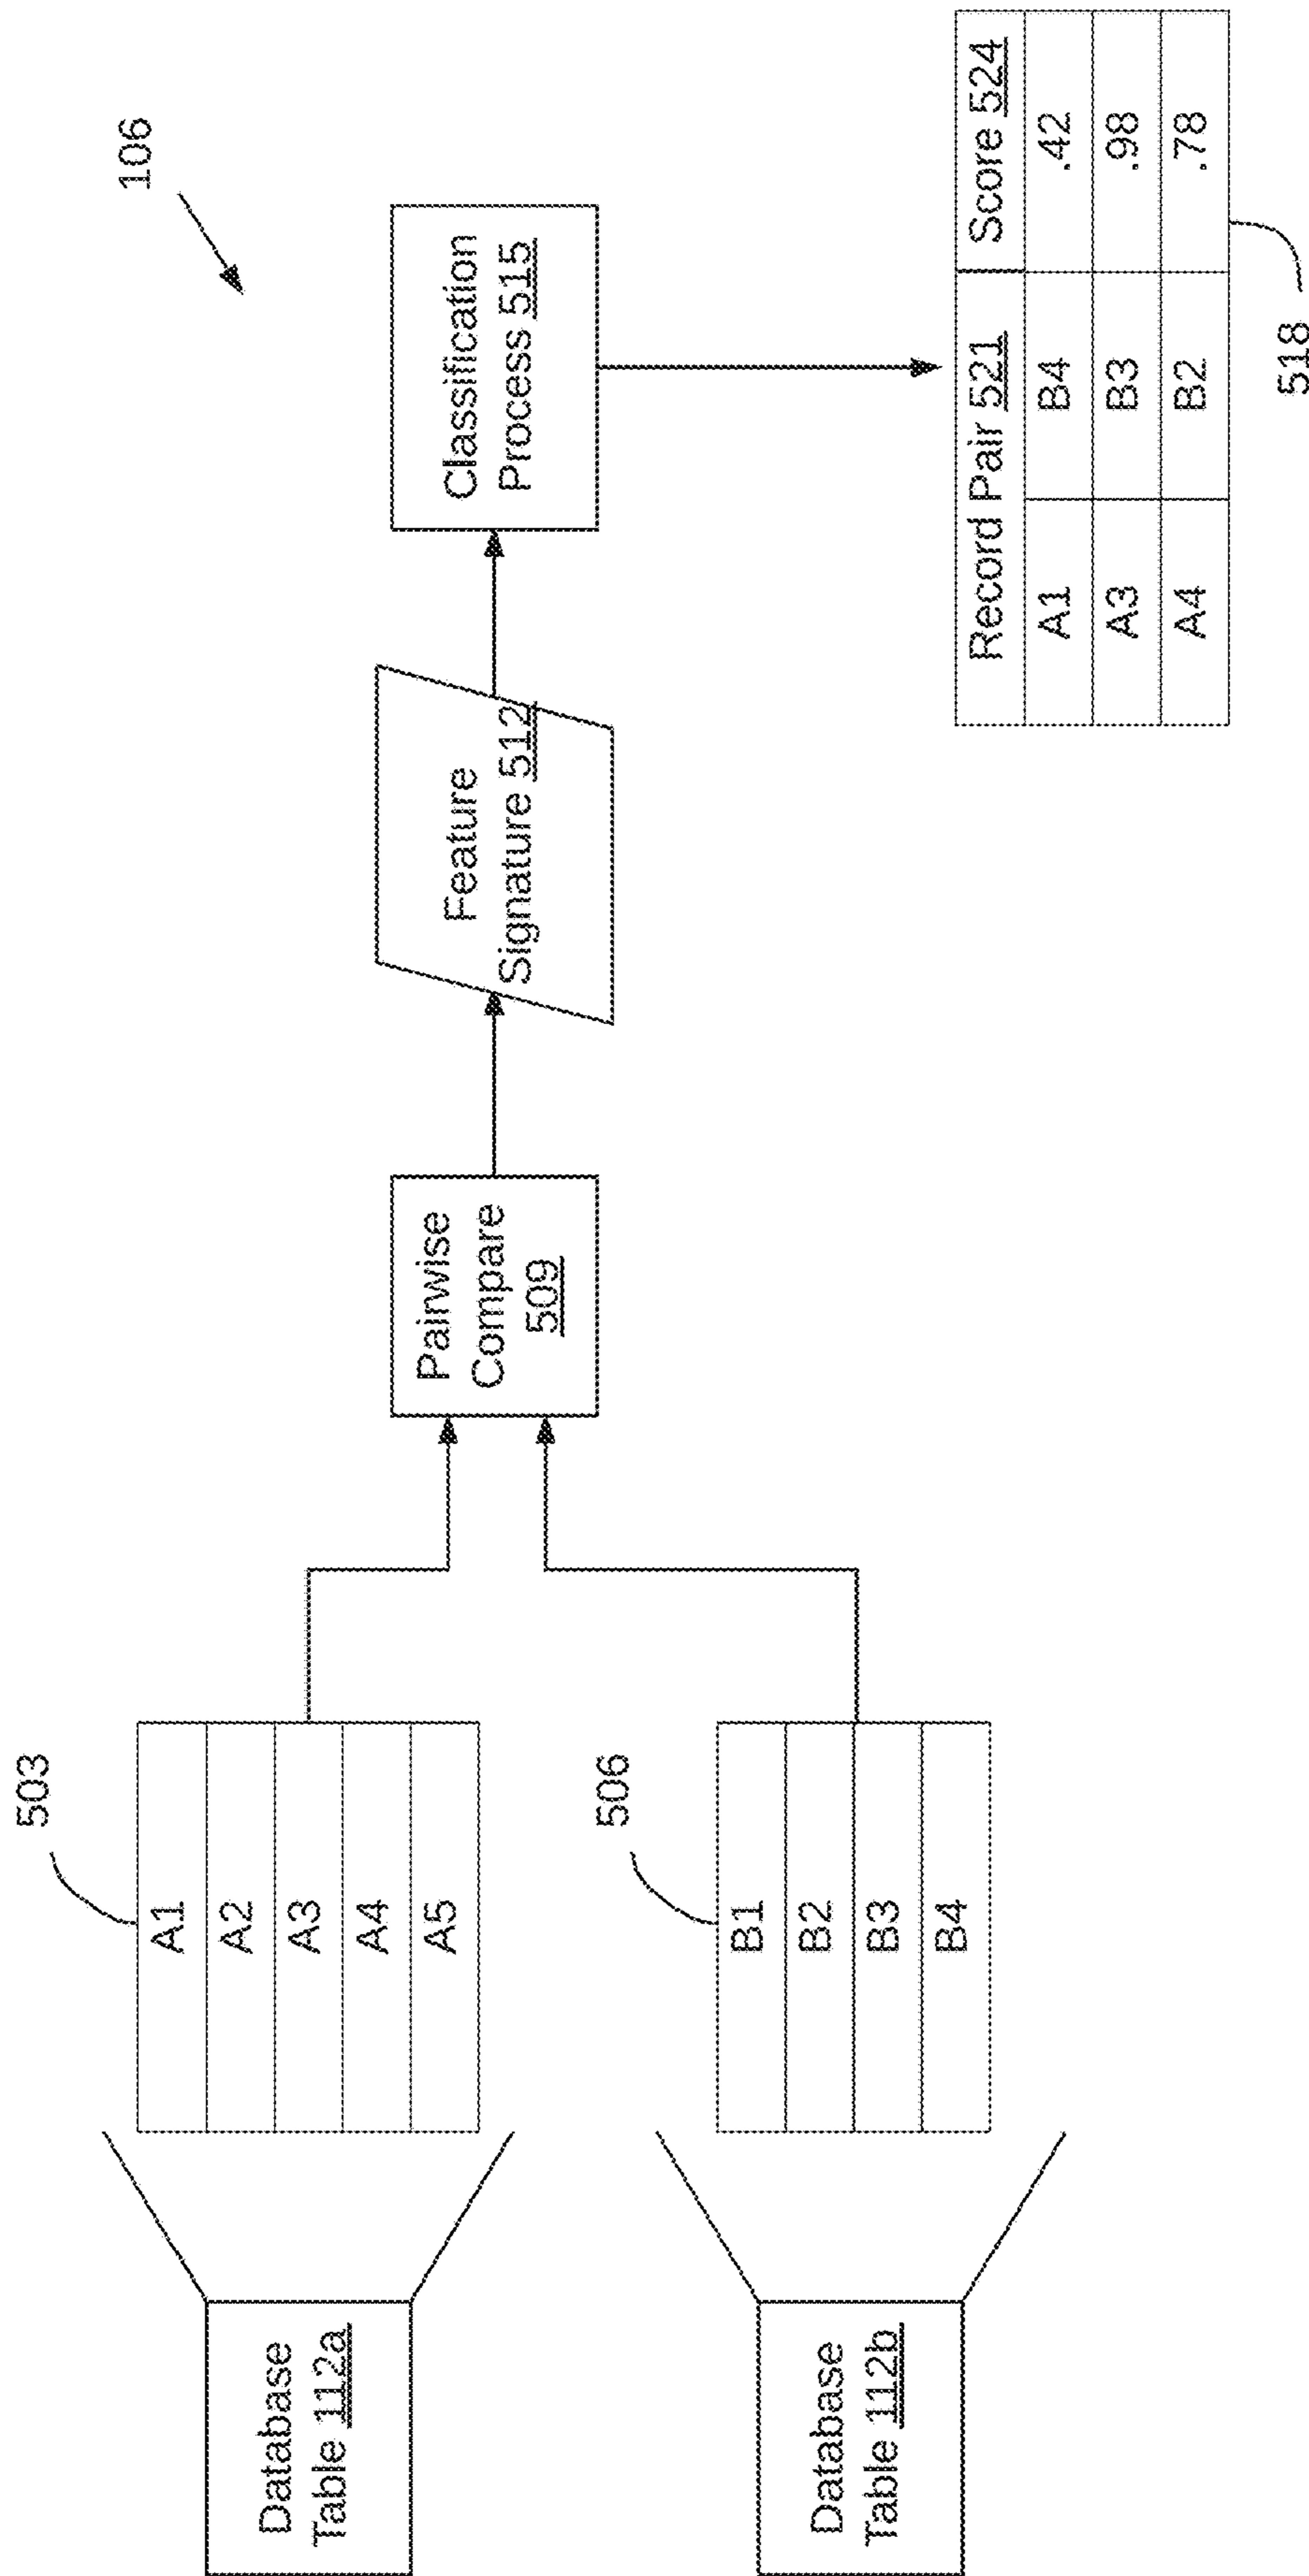 106
503
A1
A2
A3
A4
A5
Database
Table 112a
506
B1
B2
B3
B4
Database
Table 112b
Pairwise
Compare
509
Feature
Signature 512
Classification
Process 515
Record Pair 521 Score 524
A1 B4 .42
A3 B3 .98
A4 B2 .78
518